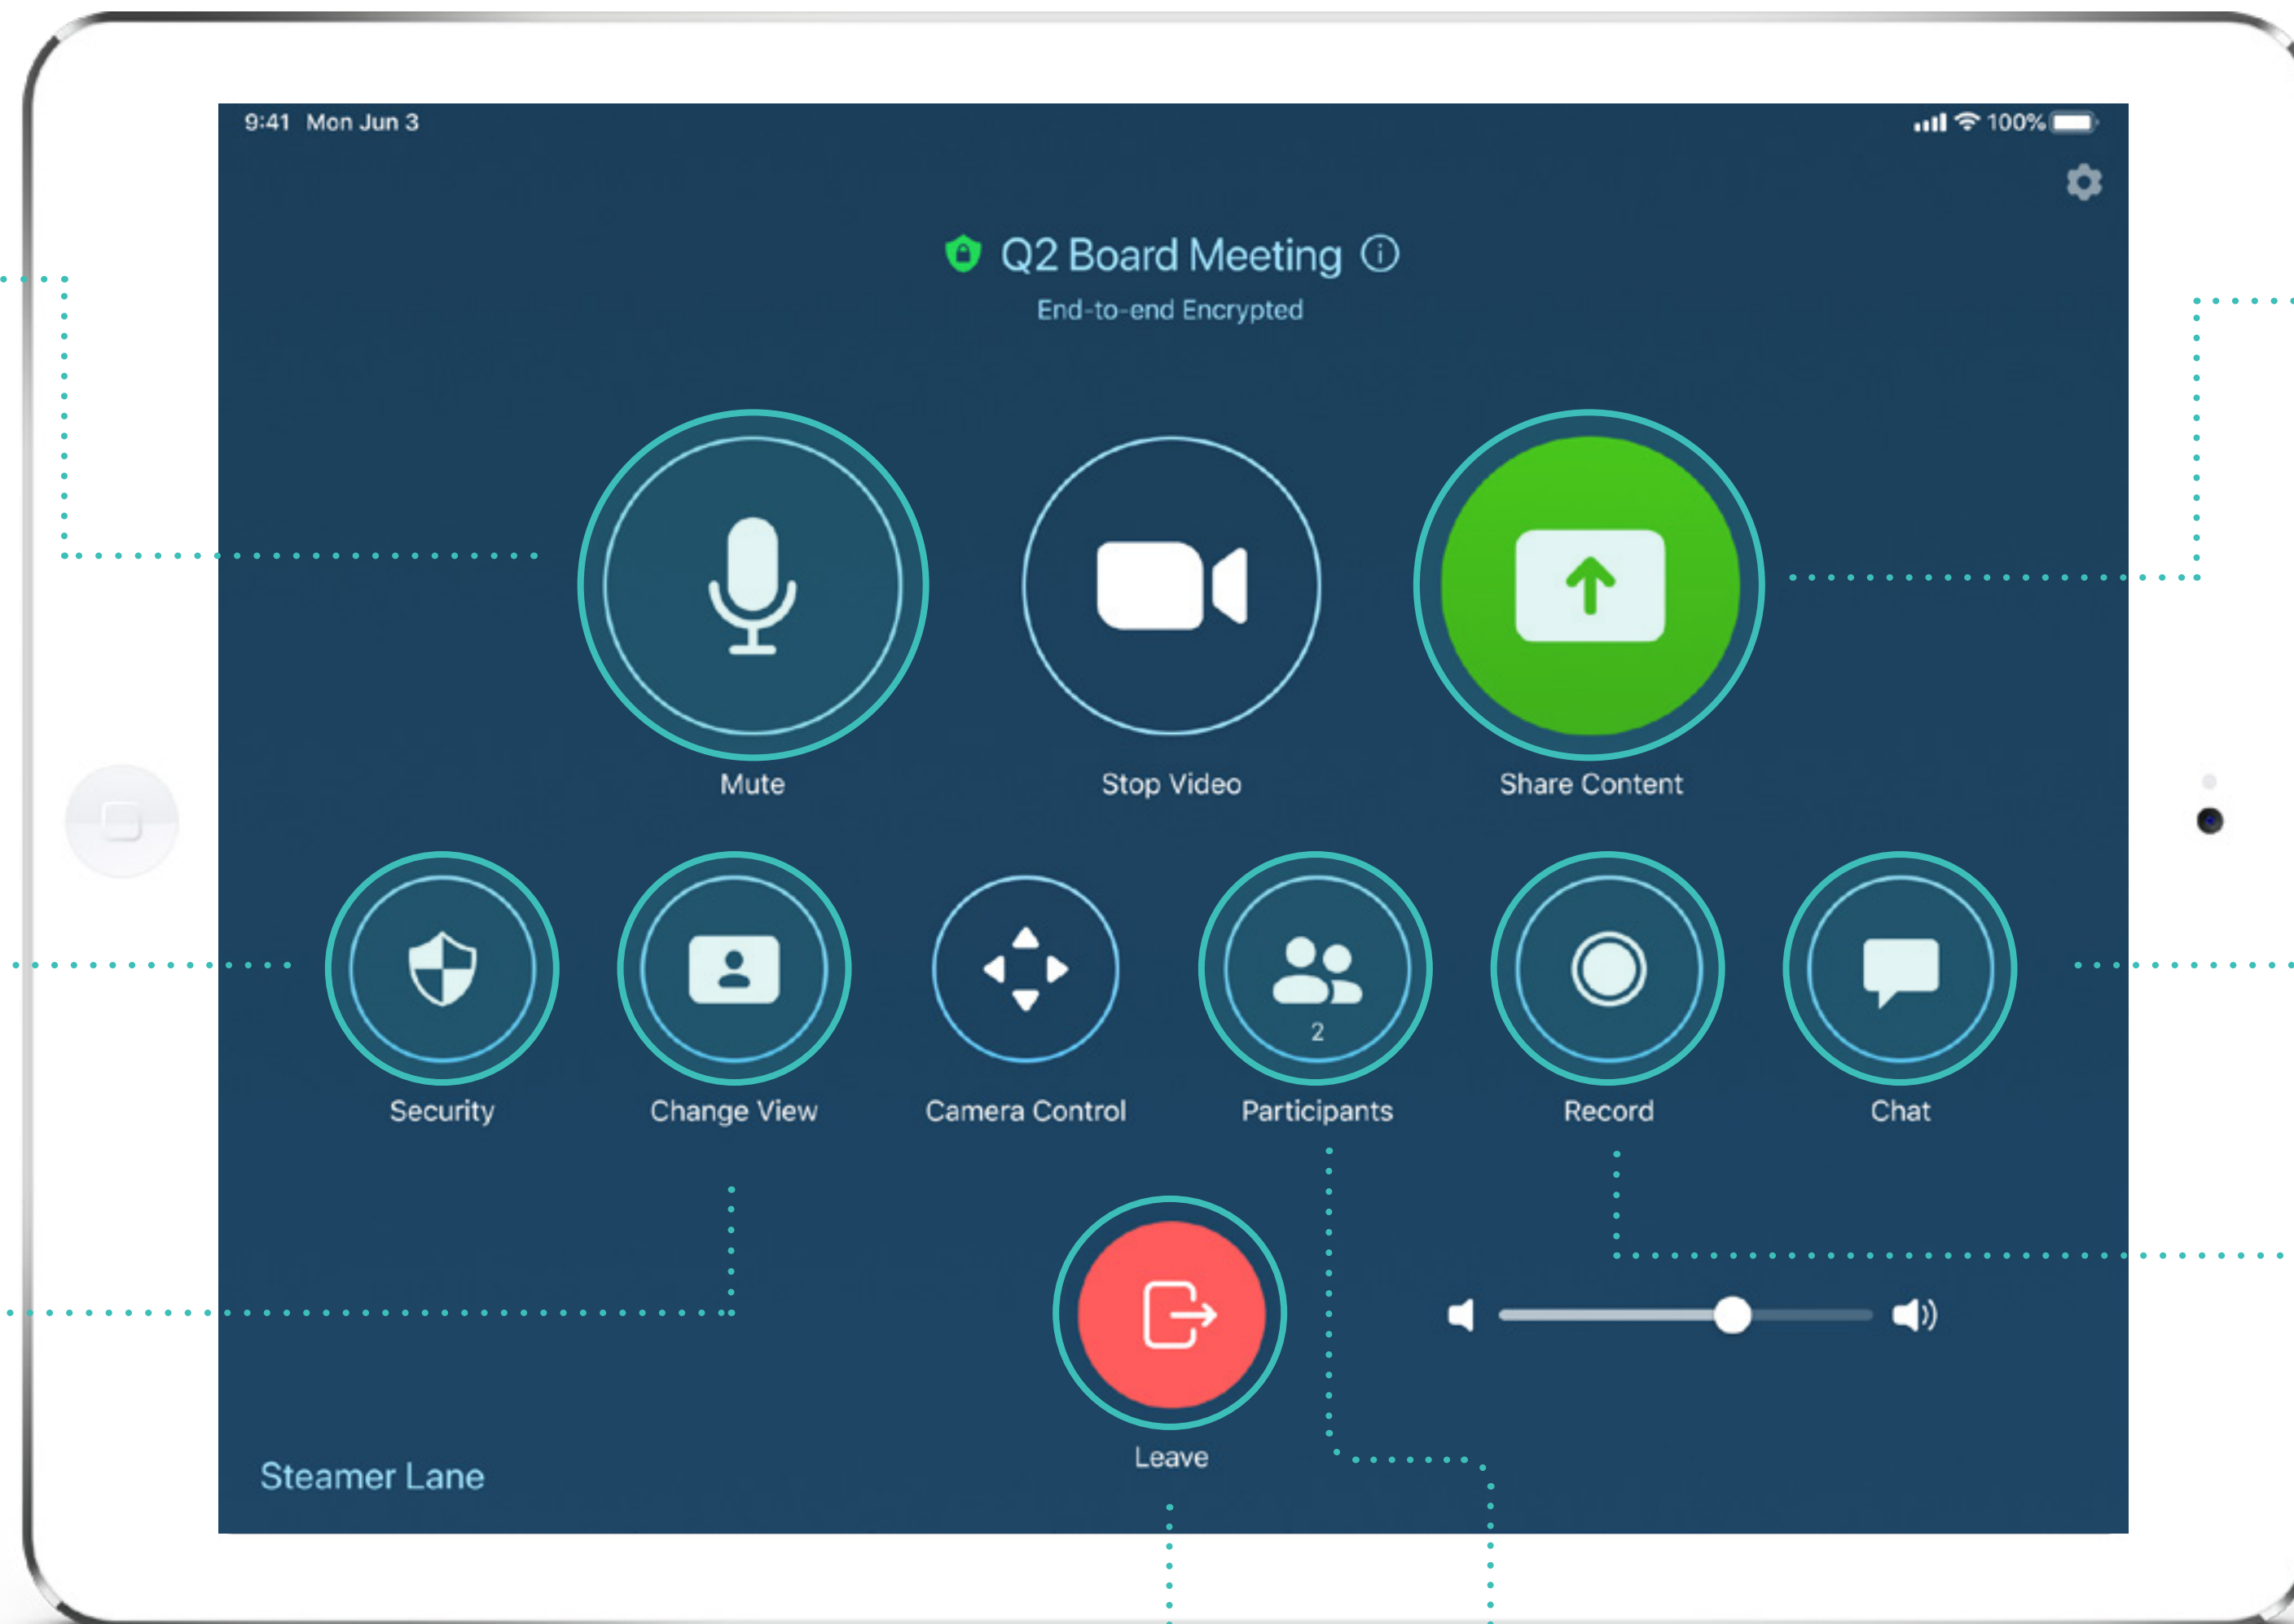 9:41 Mon Jun 3
100%
Q2 Board Meeting
End-to-end Encrypted
Mute
Stop Video
Share Content
2
Security
Change View
Camera Control
Participants
Record
Chat
Leave
Steamer Lane